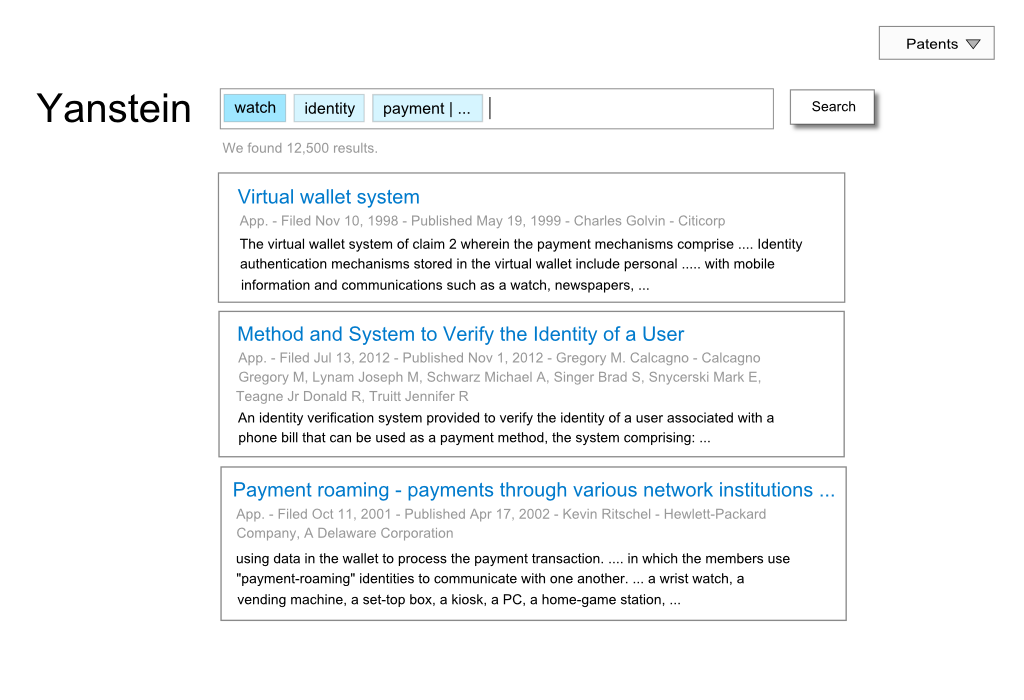 Patents
Yanstein
watch identity payment | ...
Search
We found 12,500 results.
Virtual wallet system
App. - Filed Nov 10, 1998 - Published May 19, 1999 - Charles Golvin - Citicorp
The virtual wallet system of claim 2 wherein the payment mechanisms comprise .... Identity
authentication mechanisms stored in the virtual wallet include personal ..... with mobile
information and communications such as a watch, newspapers, ...
Method and System to Verify the Identity of a User
App. - Filed Jul 13, 2012 - Published Nov 1, 2012 - Gregory M. Calcagno - Calcagno
Gregory M, Lynam Joseph M, Schwarz Michael A, Singer Brad S, Snycerski Mark E,
Teagne Jr Donald R, Truitt Jennifer R
An identity verification system provided to verify the identity of a user associated with a
phone bill that can be used as a payment method, the system comprising: ...
Payment roaming - payments through various network institutions ...
App. - Filed Oct 11, 2001 - Published Apr 17, 2002 - Kevin Ritschel - Hewlett-Packard
Company, A Delaware Corporation
using data in the wallet to process the payment transaction. .... in which the members use
"payment-roaming" identities to communicate with one another. ... a wrist watch, a
vending machine, a set-top box, a kiosk, a PC, a home-game station, ...